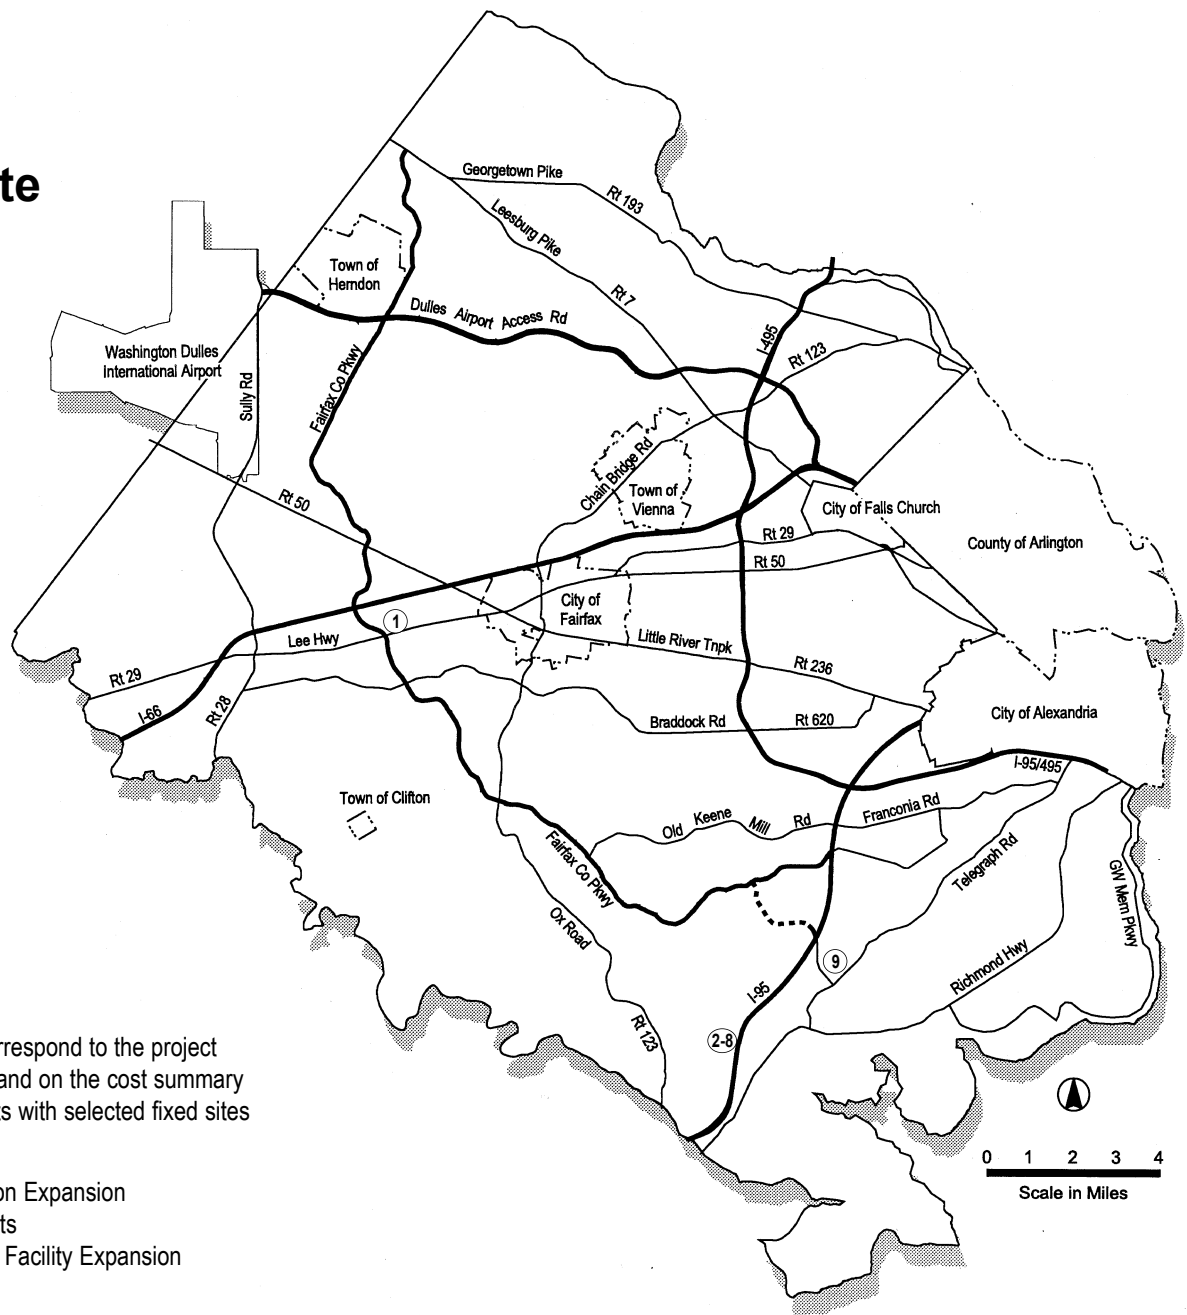 te
Georgetown Pike
Rt 193
Leesburg Pike
Town of
Herndon
Rt 7
Dulles Airport Access Rd
I-495
Rt 123
Washington Dulles
International Airport
Sully Rd
Fairfax Co Pkwy
Chain Bridge Rd
Town of
Vienna
Rt 50
City of Falls Church
Rt 29
County of Arlington
Rt 50
City of
Fairfax
1
Lee Hwy
Little River Tnpk
Rt 236
Rt 29
I-66
Rt 28
Braddock Rd
Rt 620
City of Alexandria
I-95/495
Town of Clifton
Old Keene Mill Rd
Franconia Rd
Fairfax Co Pkwy
Telegraph Rd
GW Mem Pkwy
Ox Road
9
Richmond Hwy
I-95
Rt 123
2-8
rrespond to the project
and on the cost summary
ts with selected fixed sites
0 1 2 3 4
Scale in Miles
on Expansion
ts
Facility Expansion